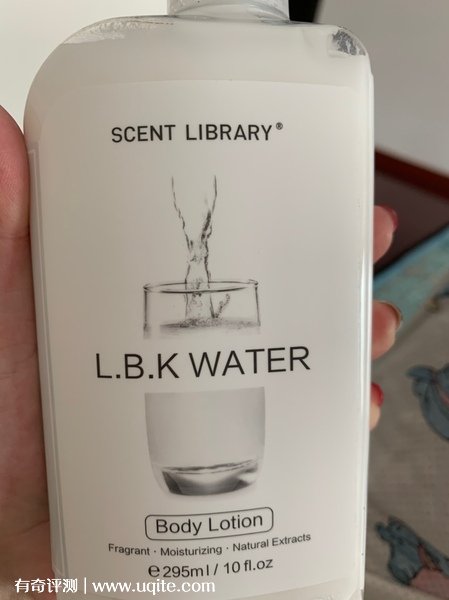 SCENT LIBRARY®
L.B.K WATER
Body Lotion
Fragrant · Moisturizing · Natural Extracts
℮295ml / 10 fl.oz
有奇评测 | www.uqite.com